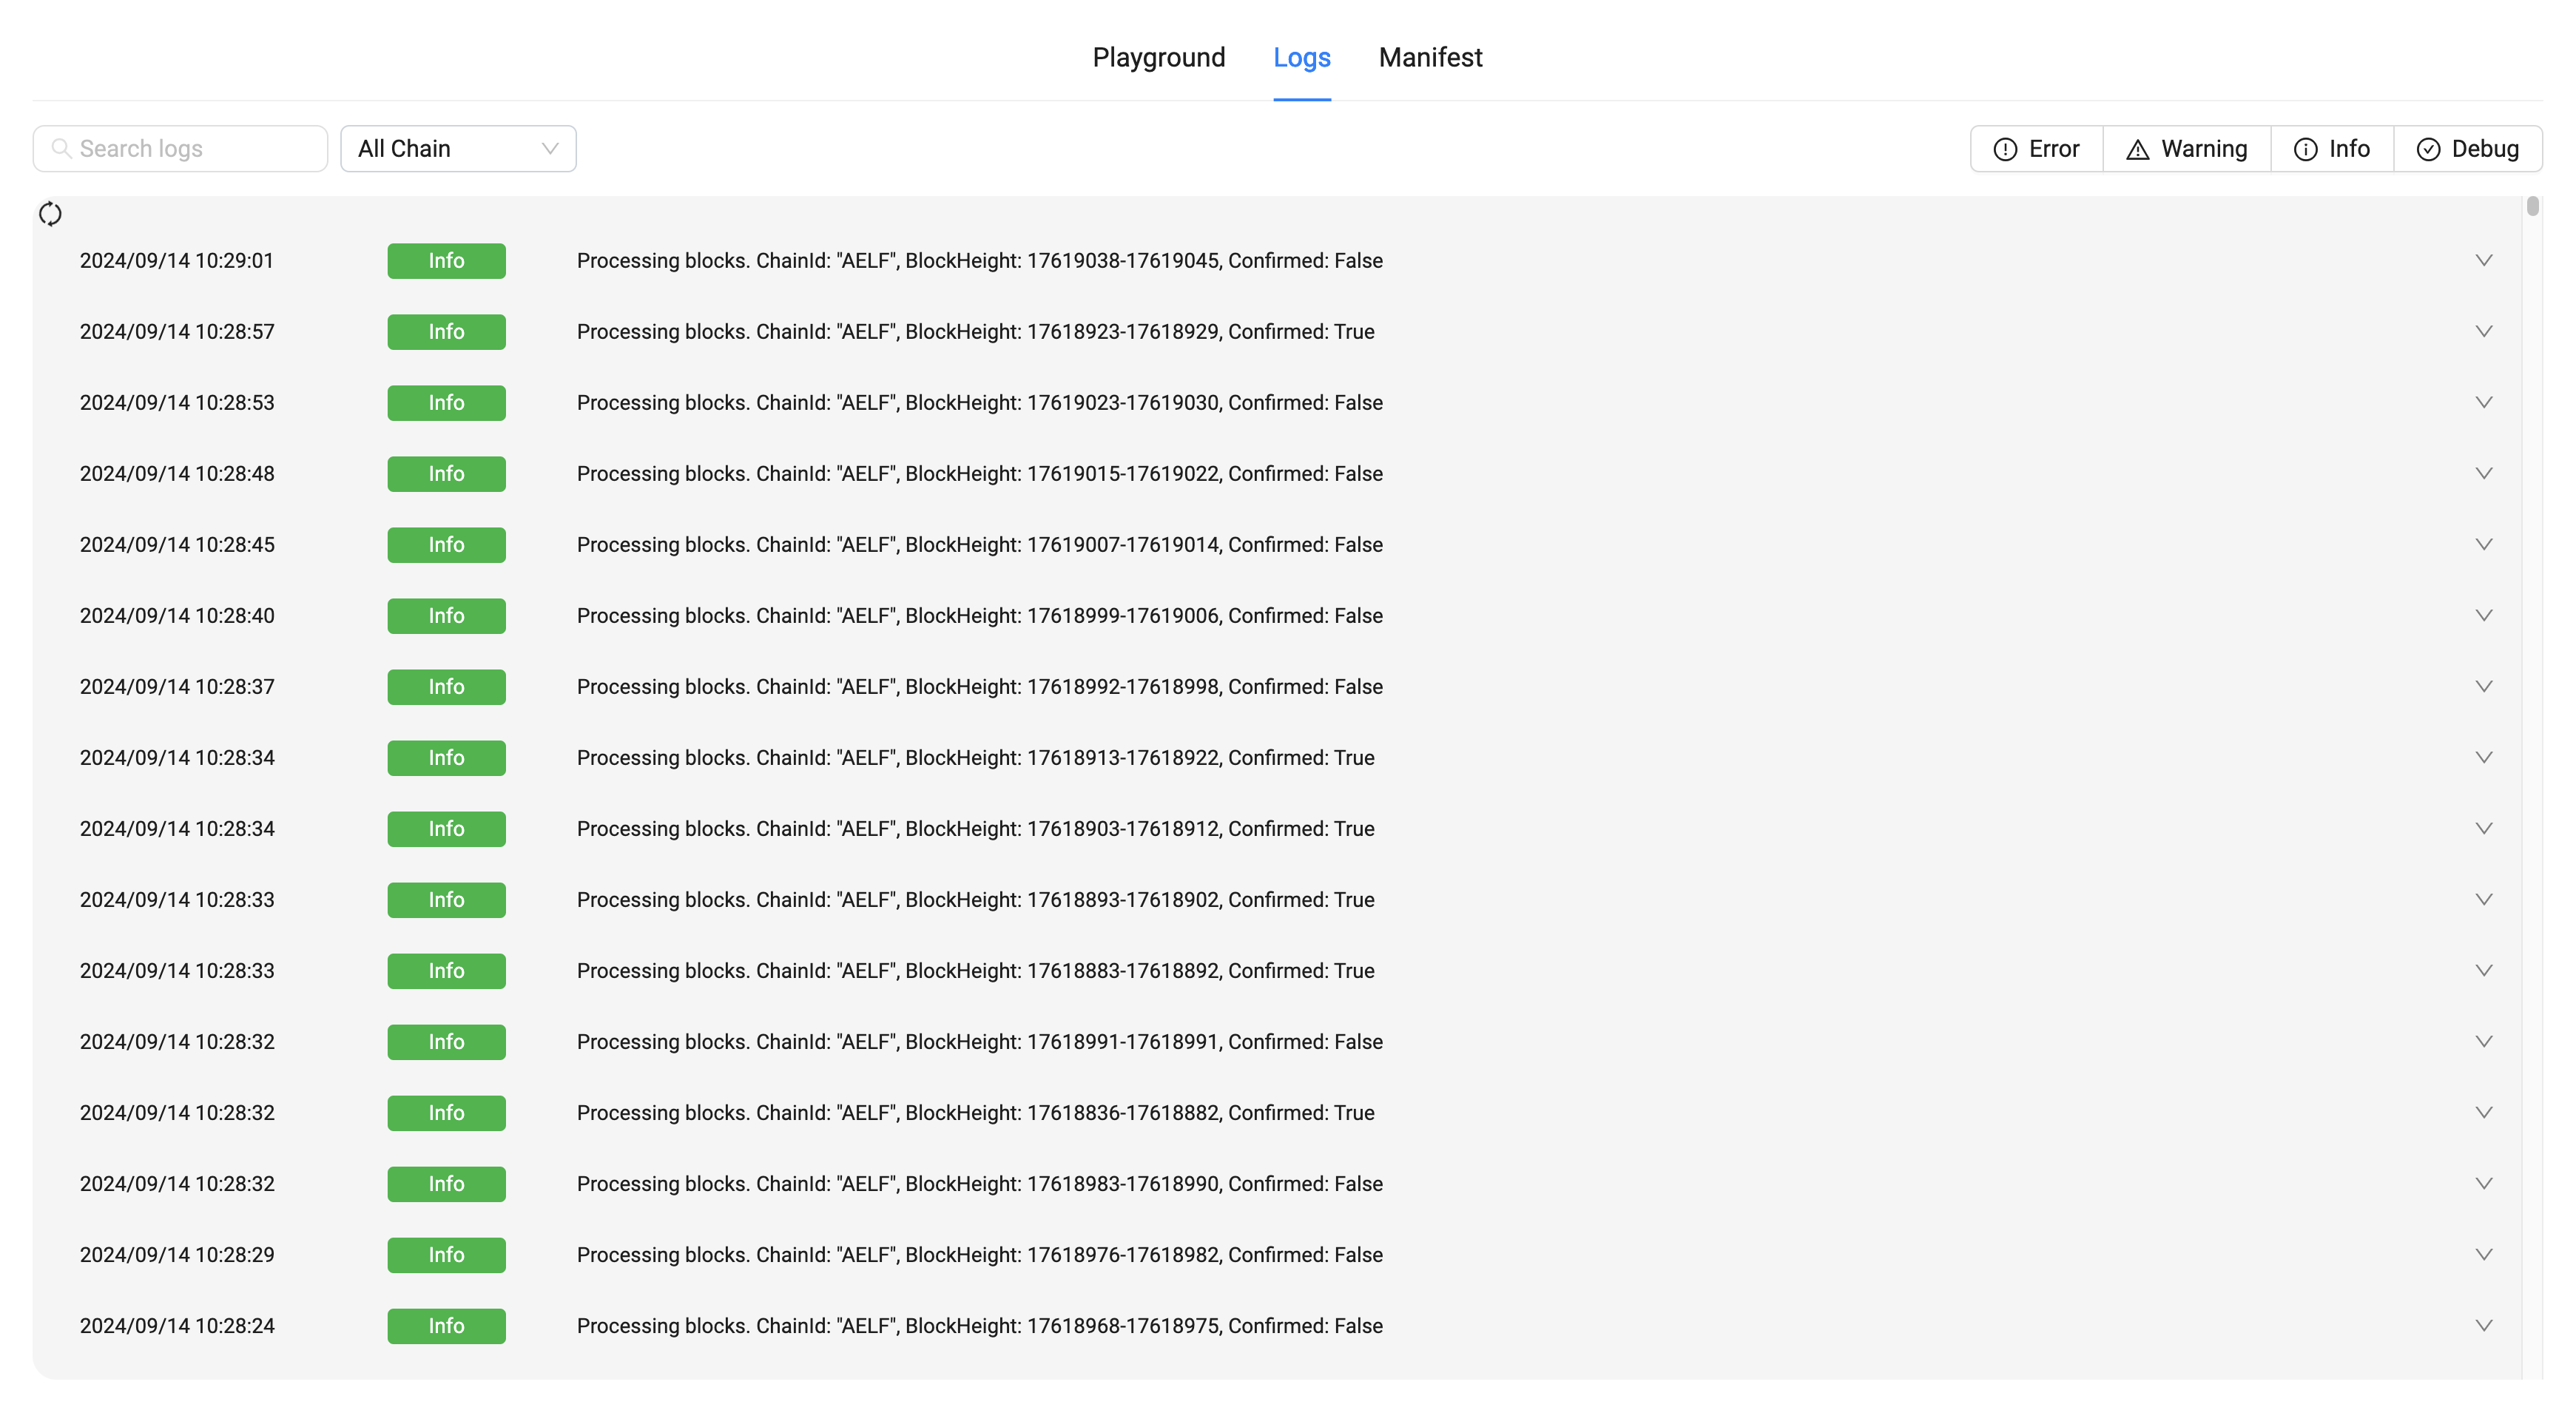 Playground Logs Manifest
Search logs All Chain Error Warning Info Debug
2024/09/14 10:29:01 Info Processing blocks. ChainId: "AELF", BlockHeight: 17619038-17619045, Confirmed: False
2024/09/14 10:28:57 Info Processing blocks. ChainId: "AELF", BlockHeight: 17618923-17618929, Confirmed: True
2024/09/14 10:28:53 Info Processing blocks. ChainId: "AELF", BlockHeight: 17619023-17619030, Confirmed: False
2024/09/14 10:28:48 Info Processing blocks. ChainId: "AELF", BlockHeight: 17619015-17619022, Confirmed: False
2024/09/14 10:28:45 Info Processing blocks. ChainId: "AELF", BlockHeight: 17619007-17619014, Confirmed: False
2024/09/14 10:28:40 Info Processing blocks. ChainId: "AELF", BlockHeight: 17618999-17619006, Confirmed: False
2024/09/14 10:28:37 Info Processing blocks. ChainId: "AELF", BlockHeight: 17618992-17618998, Confirmed: False
2024/09/14 10:28:34 Info Processing blocks. ChainId: "AELF", BlockHeight: 17618913-17618922, Confirmed: True
2024/09/14 10:28:34 Info Processing blocks. ChainId: "AELF", BlockHeight: 17618903-17618912, Confirmed: True
2024/09/14 10:28:33 Info Processing blocks. ChainId: "AELF", BlockHeight: 17618893-17618902, Confirmed: True
2024/09/14 10:28:33 Info Processing blocks. ChainId: "AELF", BlockHeight: 17618883-17618892, Confirmed: True
2024/09/14 10:28:32 Info Processing blocks. ChainId: "AELF", BlockHeight: 17618991-17618991, Confirmed: False
2024/09/14 10:28:32 Info Processing blocks. ChainId: "AELF", BlockHeight: 17618836-17618882, Confirmed: True
2024/09/14 10:28:32 Info Processing blocks. ChainId: "AELF", BlockHeight: 17618983-17618990, Confirmed: False
2024/09/14 10:28:29 Info Processing blocks. ChainId: "AELF", BlockHeight: 17618976-17618982, Confirmed: False
2024/09/14 10:28:24 Info Processing blocks. ChainId: "AELF", BlockHeight: 17618968-17618975, Confirmed: False